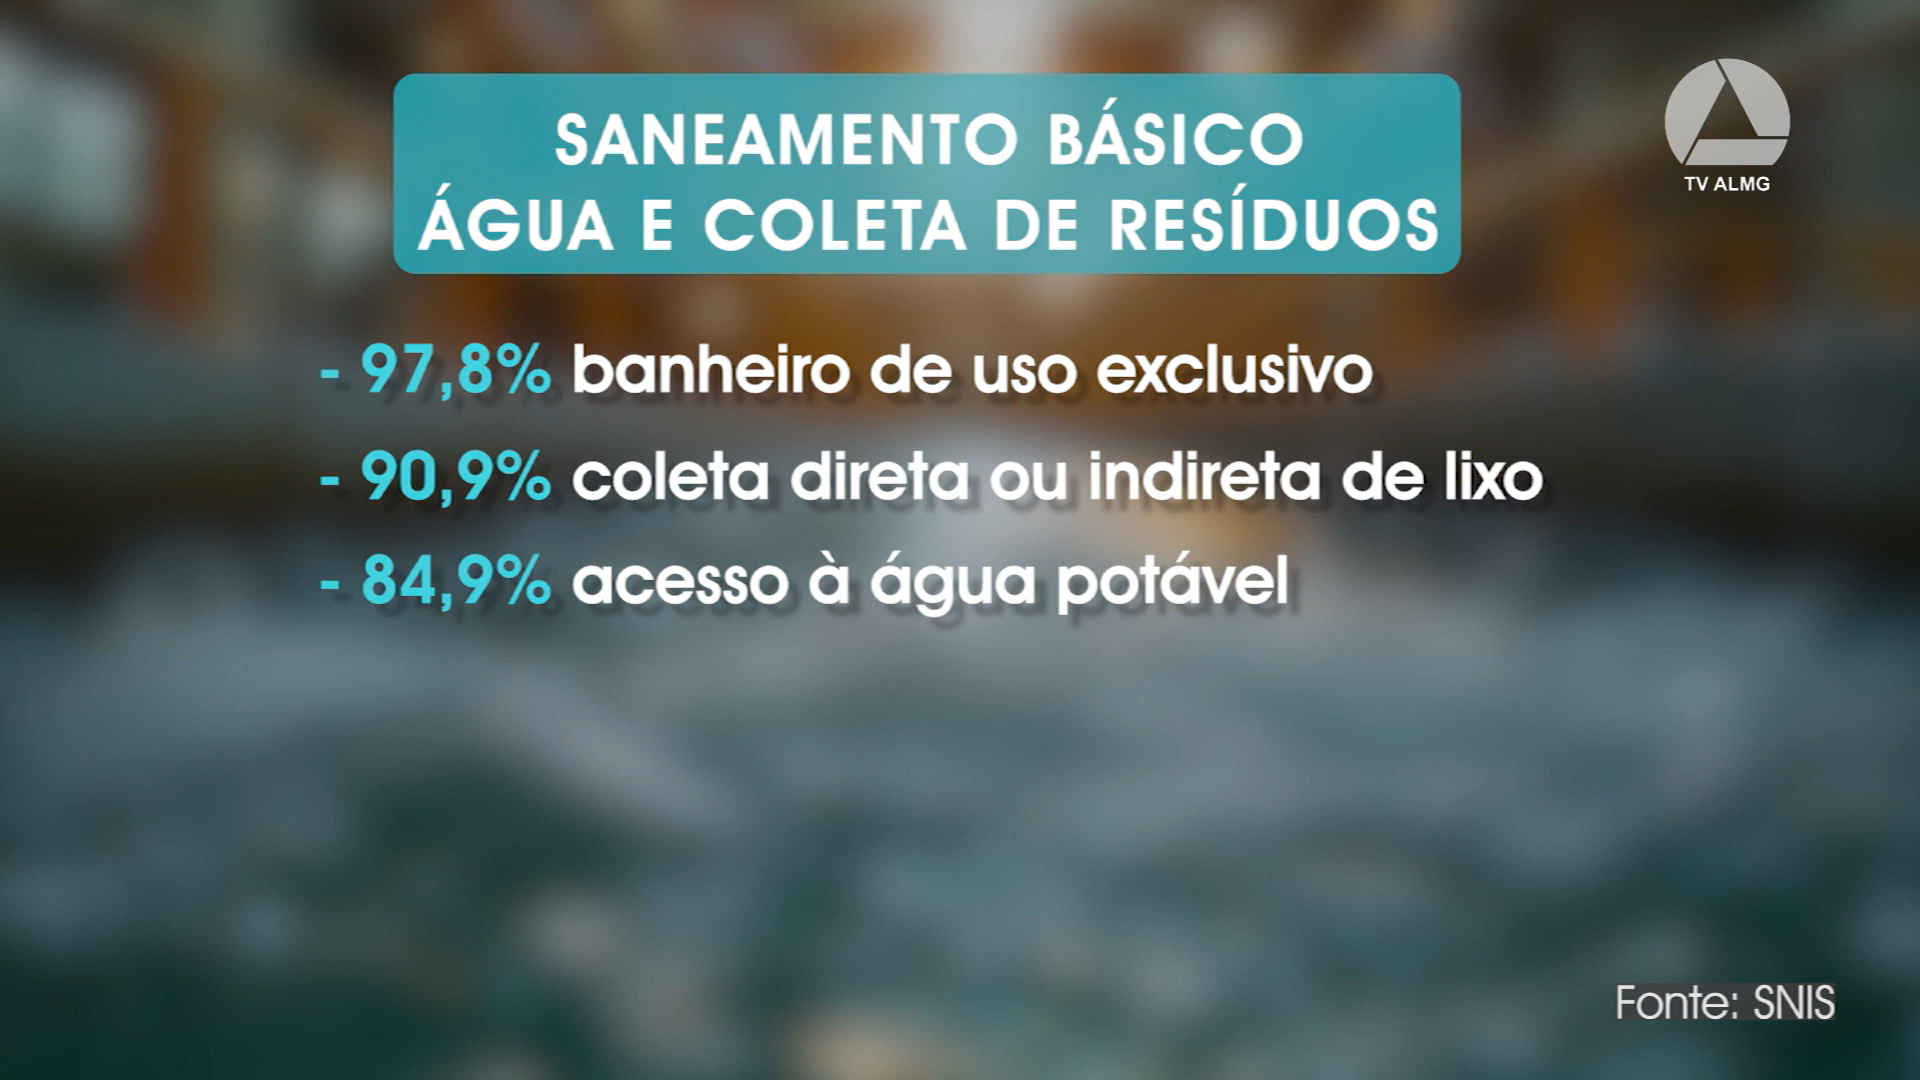 SANEAMENTO BÁSICO
ÁGUA E COLETA DE RESÍDUOS
TV ALMG
- 97,8% banheiro de uso exclusivo
- 90,9% coleta direta ou indireta de lixo
- 84,9% acesso à água potável
Fonte: SNIS